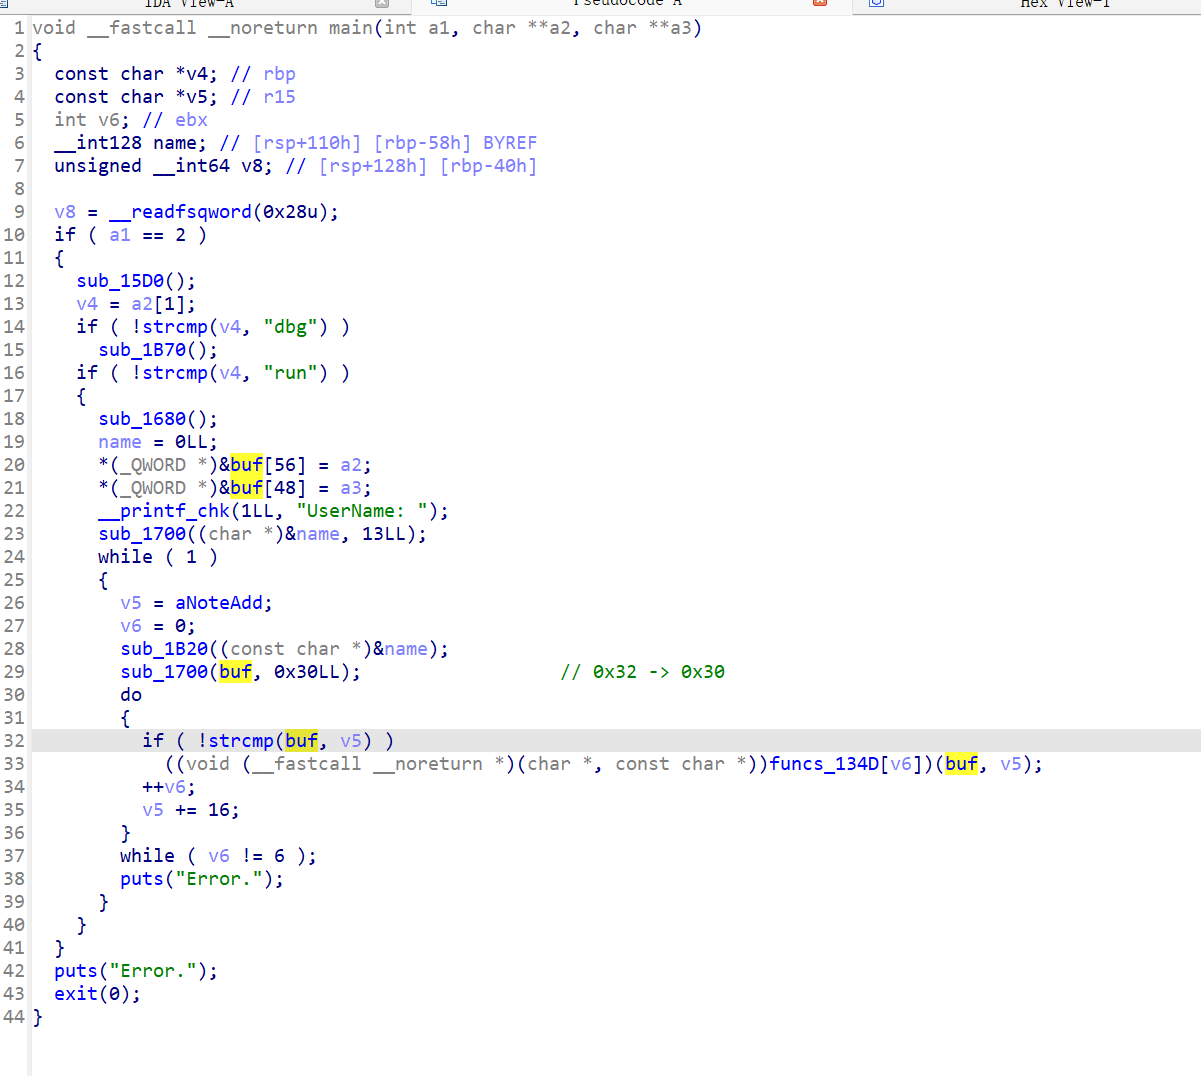 IDA View-A Pseudocode A Hex View-1
1 void __fastcall __noreturn main(int a1, char **a2, char **a3)
2 {
3   const char *v4; // rbp
4   const char *v5; // r15
5   int v6; // ebx
6   __int128 name; // [rsp+110h] [rbp-58h] BYREF
7   unsigned __int64 v8; // [rsp+128h] [rbp-40h]
8
9   v8 = __readfsqword(0x28u);
10   if ( a1 == 2 )
11   {
12     sub_15D0();
13     v4 = a2[1];
14     if ( !strcmp(v4, "dbg") )
15       sub_1B70();
16     if ( !strcmp(v4, "run") )
17     {
18       sub_1680();
19       name = 0LL;
20       *(_QWORD *)&buf[56] = a2;
21       *(_QWORD *)&buf[48] = a3;
22       __printf_chk(1LL, "UserName: ");
23       sub_1700((char *)&name, 13LL);
24       while ( 1 )
25       {
26         v5 = aNoteAdd;
27         v6 = 0;
28         sub_1B20((const char *)&name);
29         sub_1700(buf, 0x30LL);                  // 0x32 -> 0x30
30         do
31         {
32           if ( !strcmp(buf, v5) )
33             ((void (__fastcall __noreturn *)(char *, const char *))funcs_134D[v6])(buf, v5);
34           ++v6;
35           v5 += 16;
36         }
37         while ( v6 != 6 );
38         puts("Error.");
39       }
40     }
41   }
42   puts("Error.");
43   exit(0);
44 }